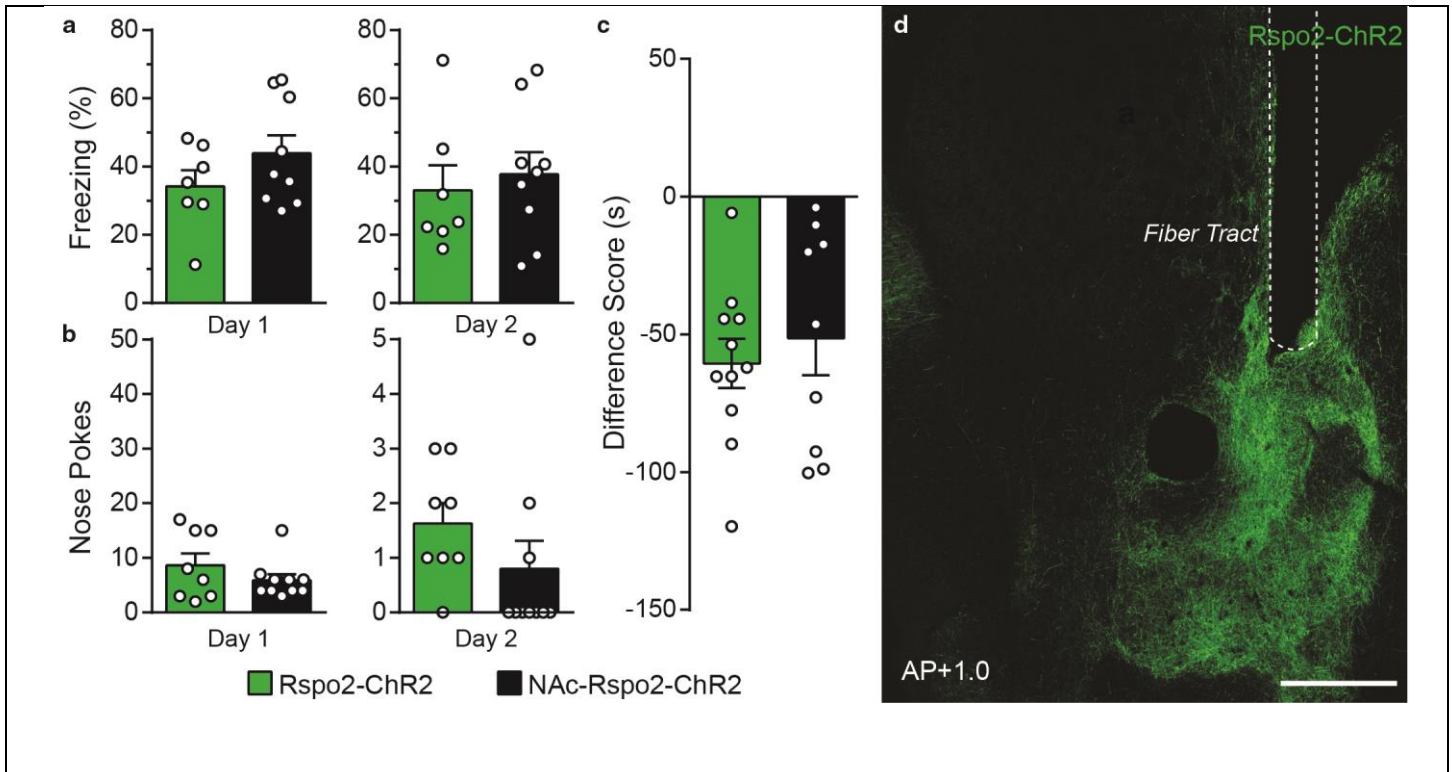 a
80
60
40
20
0
Freezing (%)
Day 1
80
60
40
20
0
Day 2
b
50
40
30
20
10
0
Nose Pokes
Day 1
5
4
3
2
1
0
Day 2
Rspo2-ChR2
NAc-Rspo2-ChR2
c
50
0
-50
-100
-150
Difference Score (s)
d
Rspo2-ChR2
a
Fiber Tract
AP+1.0